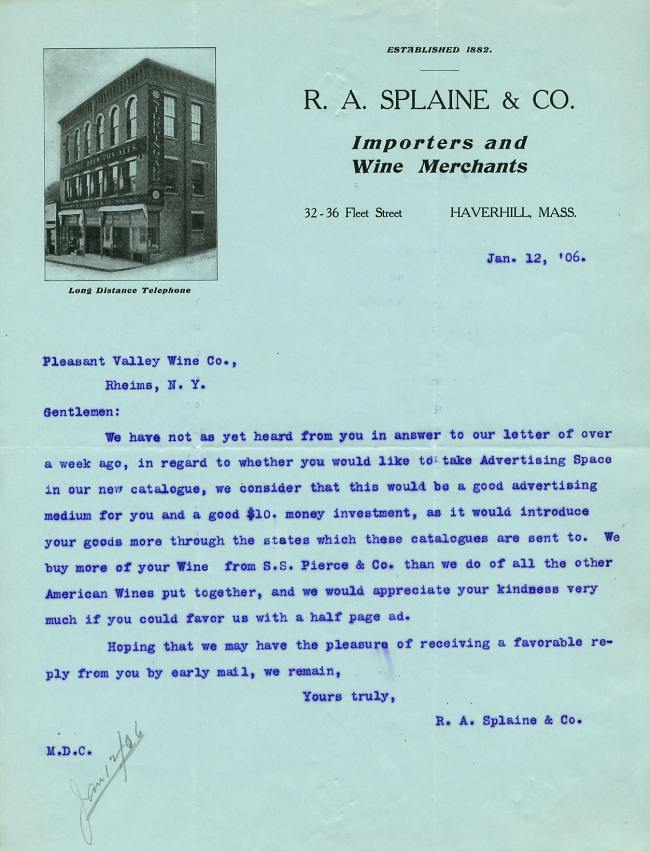 ESTABLISHED 1882.
R. A. SPLAINE & CO.
Importers and
Wine Merchants
32-36 Fleet Street HAVERHILL, MASS.
Long Distance Telephone
Jan. 12, '06.
Pleasant Valley Wine Co.,
Rheims, N. Y.
Gentlemen:
We have not as yet heard from you in answer to our letter of over
a week ago, in regard to whether you would like to take Advertising Space
in our new catalogue, we consider that this would be a good advertising
medium for you and a good $10. money investment, as it would introduce
your goods more through the states which these catalogues are sent to. We
buy more of your Wine from S.S. Pierce & Co. than we do of all the other
American Wines put together, and we would appreciate your kindness very
much if you could favor us with a half page ad.
Hoping that we may have the pleasure of receiving a favorable re-
ply from you by early mail, we remain,
Yours truly,
R. A. Splaine & Co.
M.D.C.
Jan 12/06